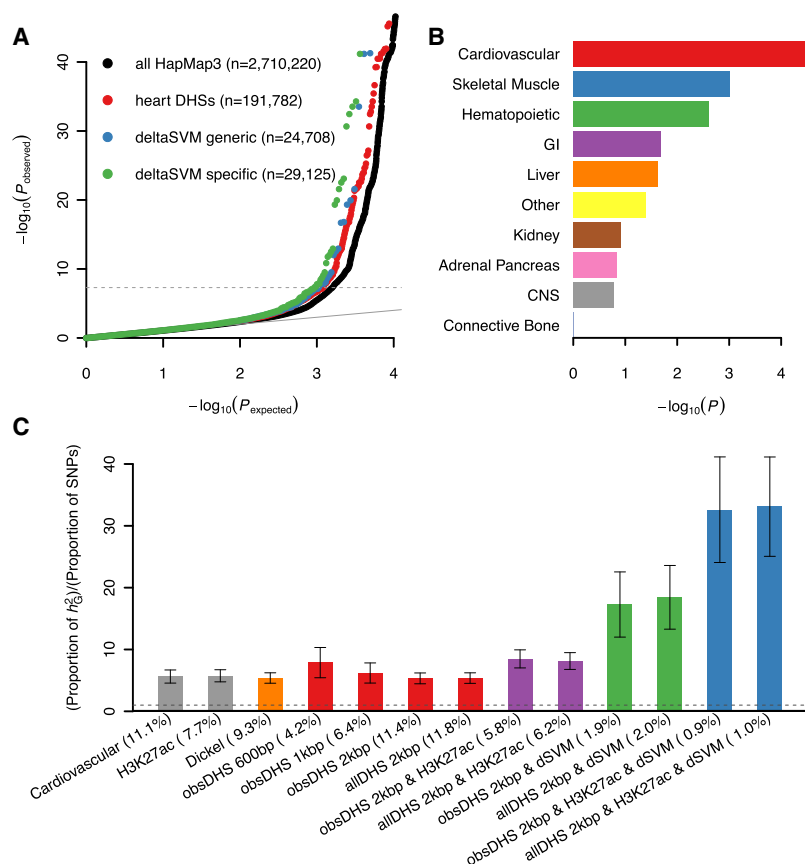 A
−log10(Pobserved)
0
10
20
30
40
all HapMap3 (n=2,710,220)
heart DHSs (n=191,782)
deltaSVM generic (n=24,708)
deltaSVM specific (n=29,125)
0
1
2
3
4
−log10(Pexpected)
B
Cardiovascular
Skeletal Muscle
Hematopoietic
GI
Liver
Other
Kidney
Adrenal Pancreas
CNS
Connective Bone
0
1
2
3
4
−log10(P)
C
(Proportion of h²G)/(Proportion of SNPs)
0
10
20
30
40
Cardiovascular (11.1%)
H3K27ac ( 7.7%)
Dickel ( 9.3%)
obsDHS 600bp ( 4.2%)
obsDHS 1kbp ( 6.4%)
obsDHS 2kbp (11.4%)
allDHS 2kbp (11.8%)
obsDHS 2kbp & H3K27ac ( 5.8%)
allDHS 2kbp & H3K27ac ( 6.2%)
obsDHS 2kbp & dSVM ( 1.9%)
allDHS 2kbp & dSVM ( 2.0%)
obsDHS 2kbp & H3K27ac & dSVM ( 0.9%)
allDHS 2kbp & H3K27ac & dSVM ( 1.0%)